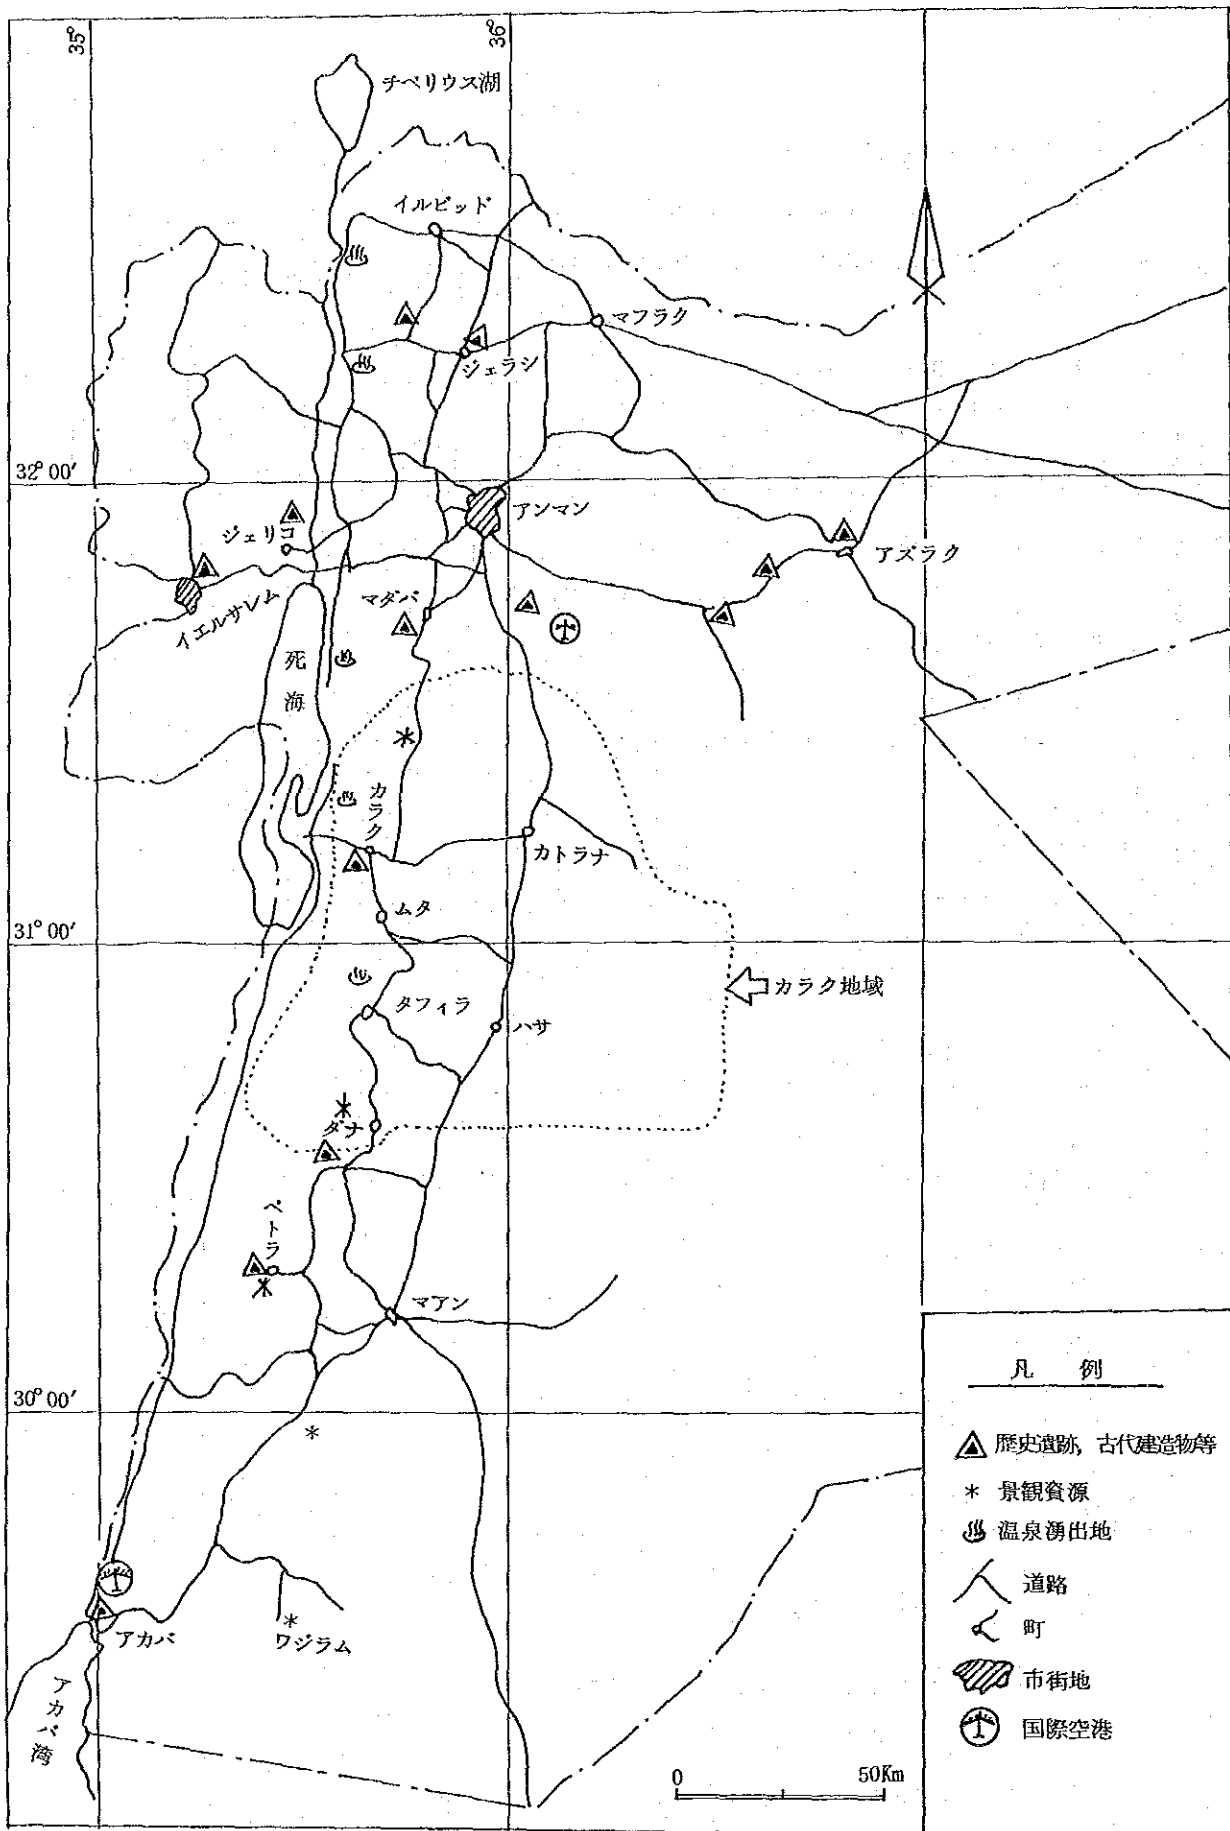 35°
36°
チベリウス湖
イルビッド
マフラク
ジェラシ
32°00′
アンマン
ジェリコ
アズラク
イエルサレム
マダバ
死海
カラク
カトラナ
ムタ
31°00′
カラク地域
タフィラ
ハサ
ダナ
ペトラ
マアン
30°00′
アカバ
ワジラム
アカバ湾
0 50Km
凡例
歴史遺跡, 古代建造物等
景観資源
温泉湧出地
道路
町
市街地
国際空港